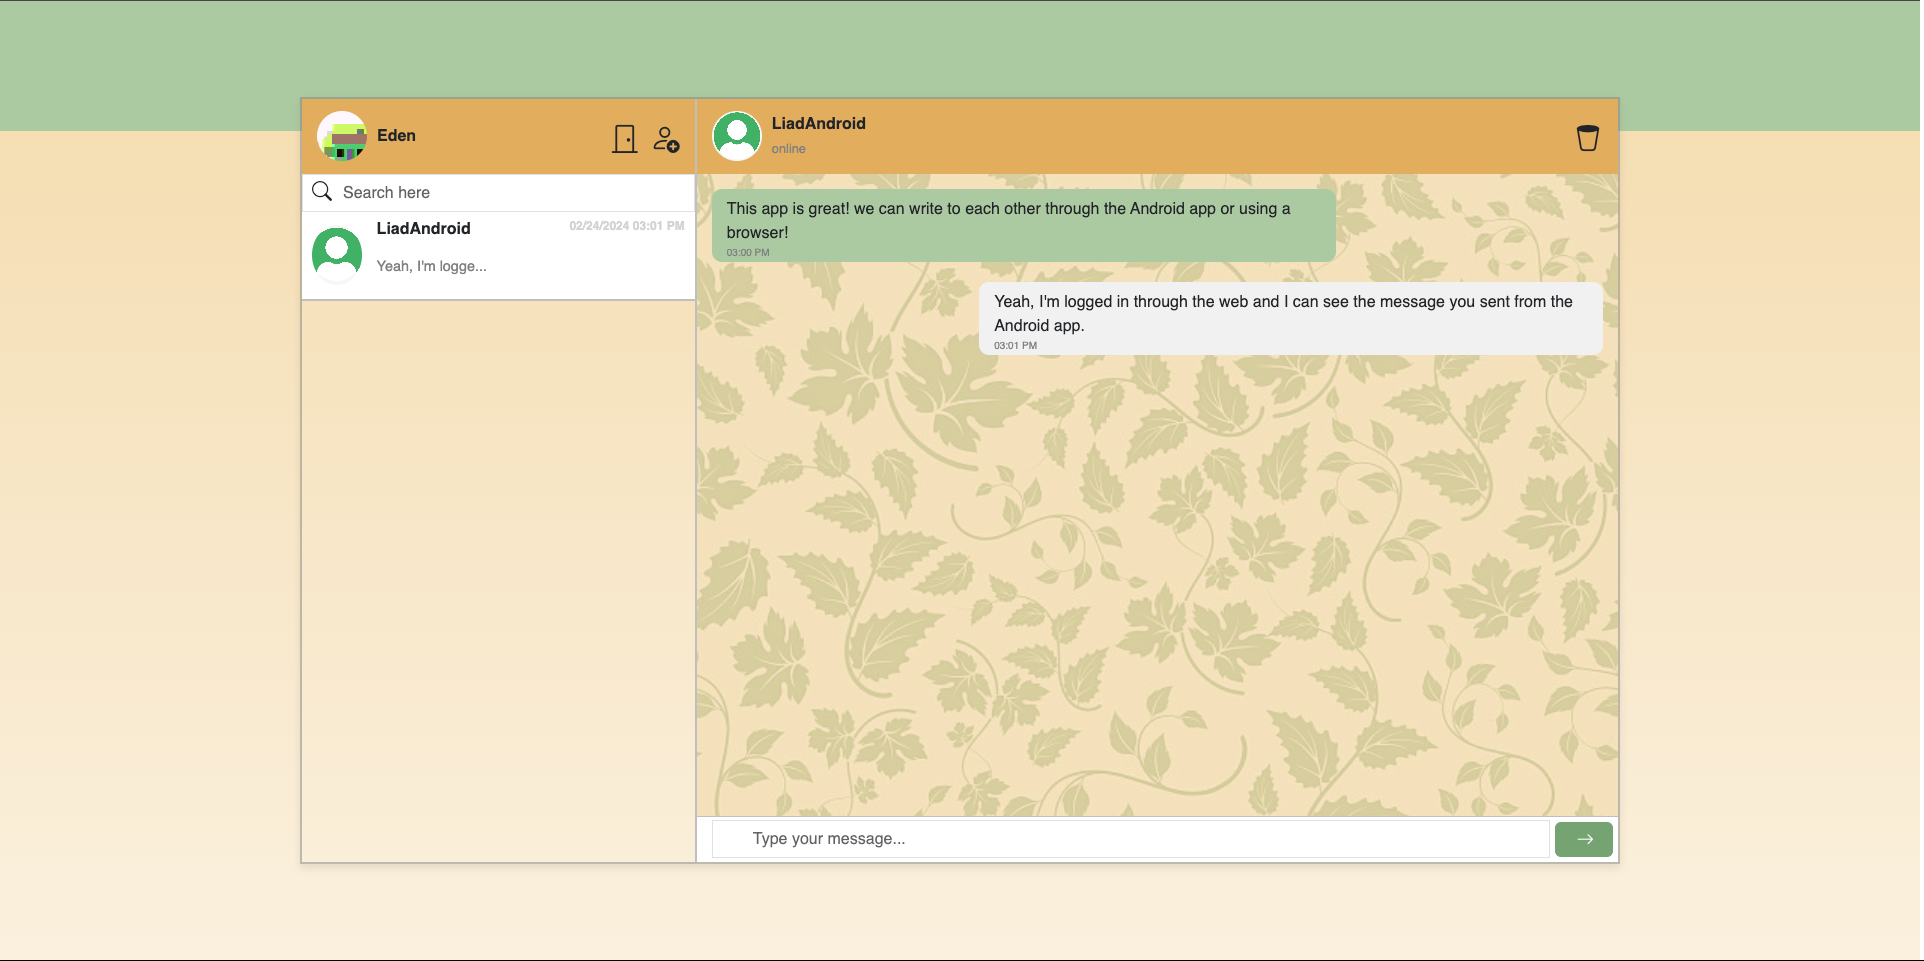 Eden
Search here
LiadAndroid
02/24/2024 03:01 PM
Yeah, I'm logge...
LiadAndroid
online
This app is great! we can write to each other through the Android app or using a
browser!
03:00 PM
Yeah, I'm logged in through the web and I can see the message you sent from the
Android app.
03:01 PM
Type your message...